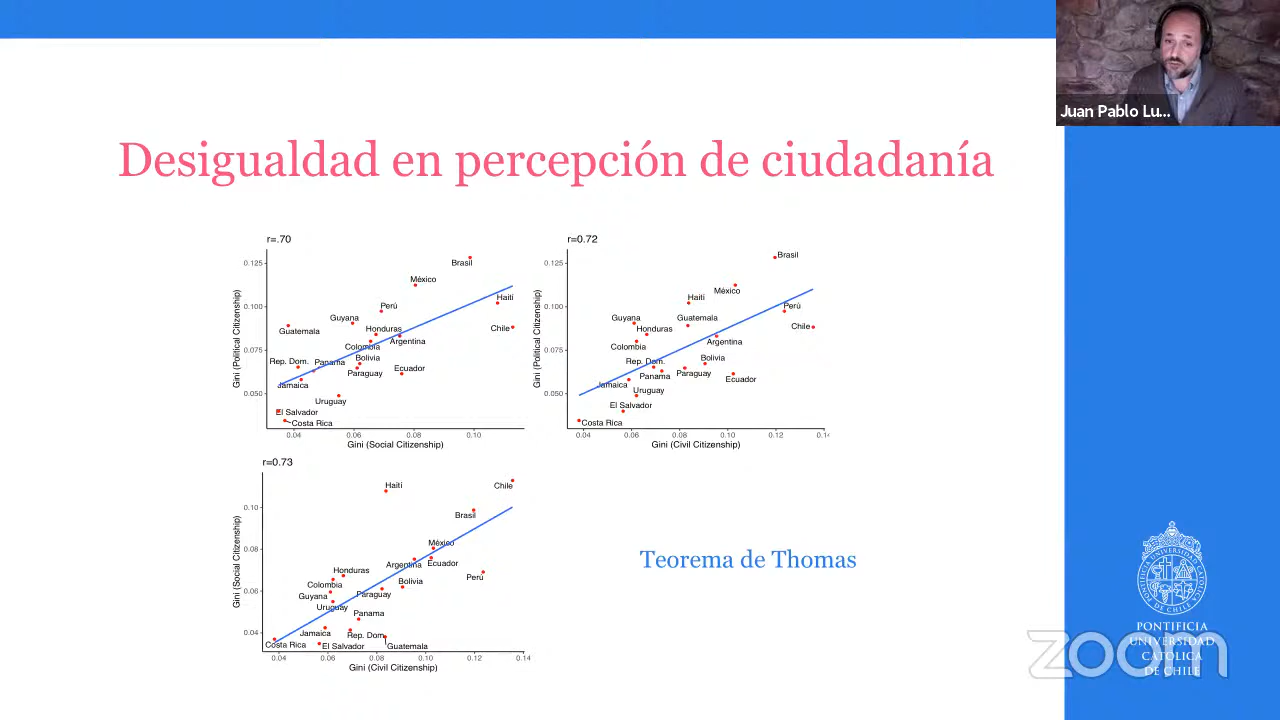 Juan Pablo Lu...
Desigualdad en percepción de ciudadanía
r=.70
0.125
0.100
0.075
0.050
Gini (Political Citizenship)
Brasil
México
Haití
Perú
Guyana
Chile
Guatemala
Honduras
Argentina
Colombia
Bolivia
Rep. Dom.
Panama
Paraguay
Ecuador
Jamaica
Uruguay
El Salvador
Costa Rica
0.04 0.06 0.08 0.10
Gini (Social Citizenship)
r=0.72
0.125
0.100
0.075
0.050
Gini (Political Citizenship)
Brasil
México
Haití
Perú
Guyana
Guatemala
Chile
Honduras
Argentina
Colombia
Rep. Dom.
Bolivia
Panama
Paraguay
Ecuador
Jamaica
Uruguay
El Salvador
Costa Rica
0.04 0.06 0.08 0.10 0.12 0.1
Gini (Civil Citizenship)
r=0.73
0.10
0.08
0.06
0.04
Gini (Social Citizenship)
Haití
Chile
Brasil
México
Argentina
Ecuador
Honduras
Perú
Colombia
Bolivia
Guyana
Paraguay
Uruguay
Panama
Jamaica
Rep. Dom.
Costa Rica
El Salvador
Guatemala
0.04 0.06 0.08 0.10 0.12 0.14
Gini (Civil Citizenship)
Teorema de Thomas
PONTIFICIA
UNIVERSIDAD
CATÓLICA
DE CHILE
zoom